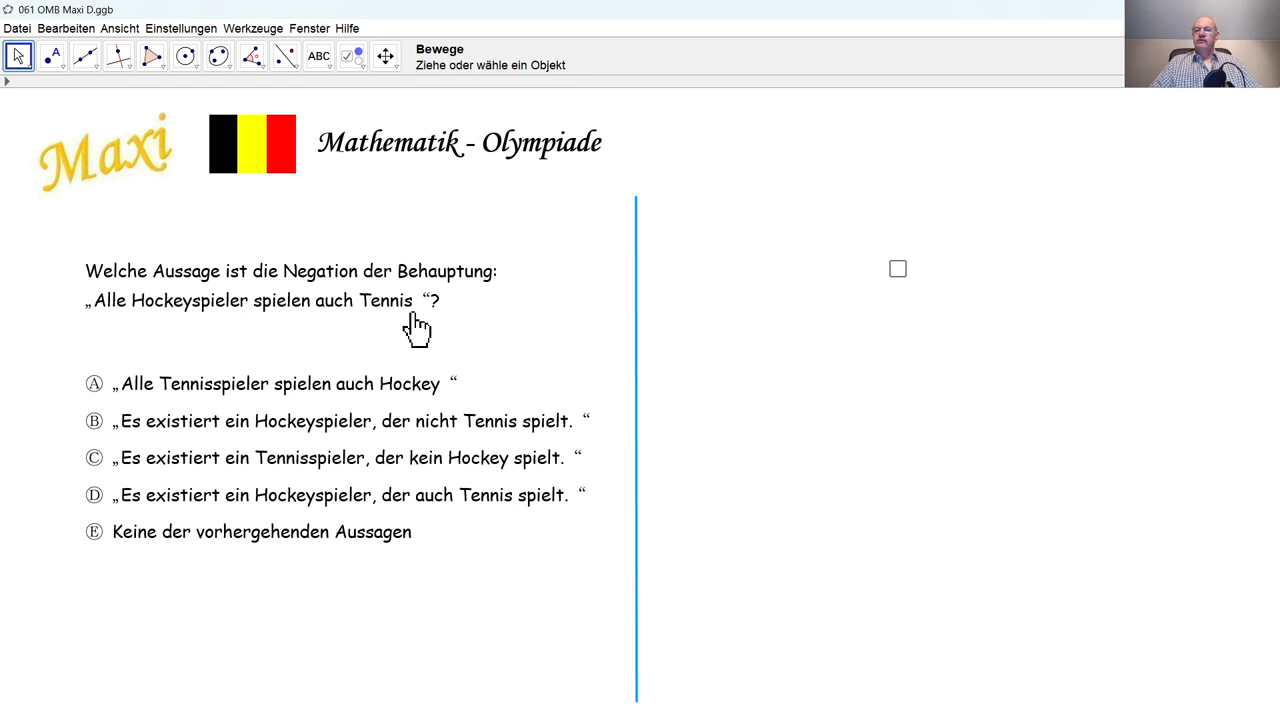 061 OMB Maxi D.ggb
Datei Bearbeiten Ansicht Einstellungen Werkzeuge Fenster Hilfe
A
ABC
Bewege
Ziehe oder wähle ein Objekt
Maxi
Mathematik - Olympiade
Welche Aussage ist die Negation der Behauptung:
„Alle Hockeyspieler spielen auch Tennis “?
Ⓐ „Alle Tennisspieler spielen auch Hockey “
Ⓑ „Es existiert ein Hockeyspieler, der nicht Tennis spielt. “
Ⓒ „Es existiert ein Tennisspieler, der kein Hockey spielt. “
Ⓓ „Es existiert ein Hockeyspieler, der auch Tennis spielt. “
Ⓔ Keine der vorhergehenden Aussagen